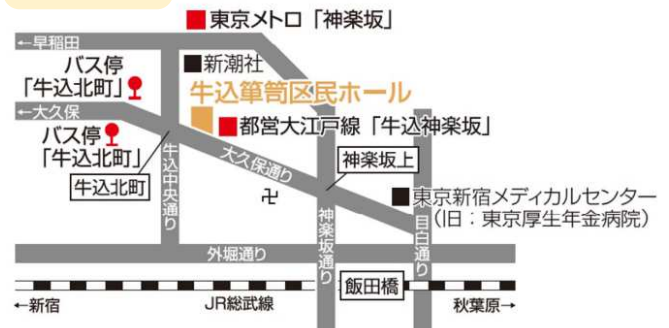 ■東京メトロ「神楽坂」
←早稲田
バス停
「牛込北町」
■新潮社
牛込箪笥区民ホール
←大久保
■都営大江戸線「牛込神楽坂」
バス停
「牛込北町」
大久保通り
神楽坂上
牛込北町
牛込中央通り
卍
■東京新宿メディカルセンター
(旧:東京厚生年金病院)
神楽坂通り
目白通り
外堀通り
飯田橋
←新宿
JR総武線
秋葉原→